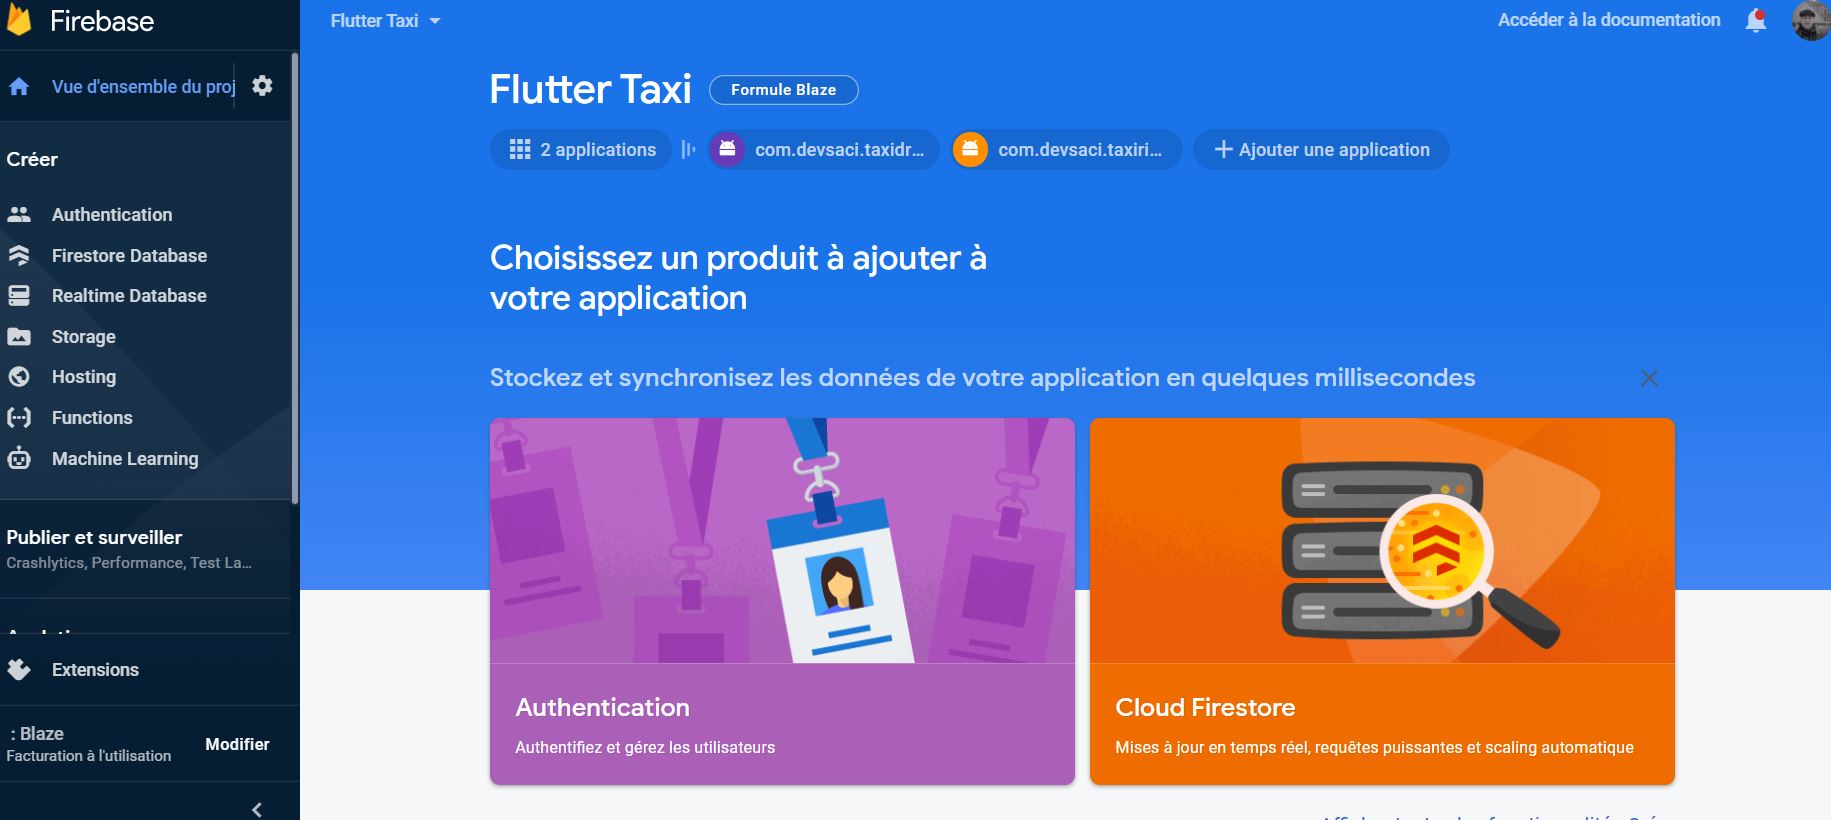 Firebase
Flutter Taxi
Accéder à la documentation
Vue d'ensemble du proj
Créer
Authentication
Firestore Database
Realtime Database
Storage
Hosting
Functions
Machine Learning
Publier et surveiller
Crashlytics, Performance, Test La...
Extensions
: Blaze
Facturation à l'utilisation
Modifier
Flutter Taxi
Formule Blaze
2 applications
com.devsaci.taxidr...
com.devsaci.taxiri...
Ajouter une application
Choisissez un produit à ajouter à
votre application
Stockez et synchronisez les données de votre application en quelques millisecondes
Authentication
Authentifiez et gérez les utilisateurs
Cloud Firestore
Mises à jour en temps réel, requêtes puissantes et scaling automatique